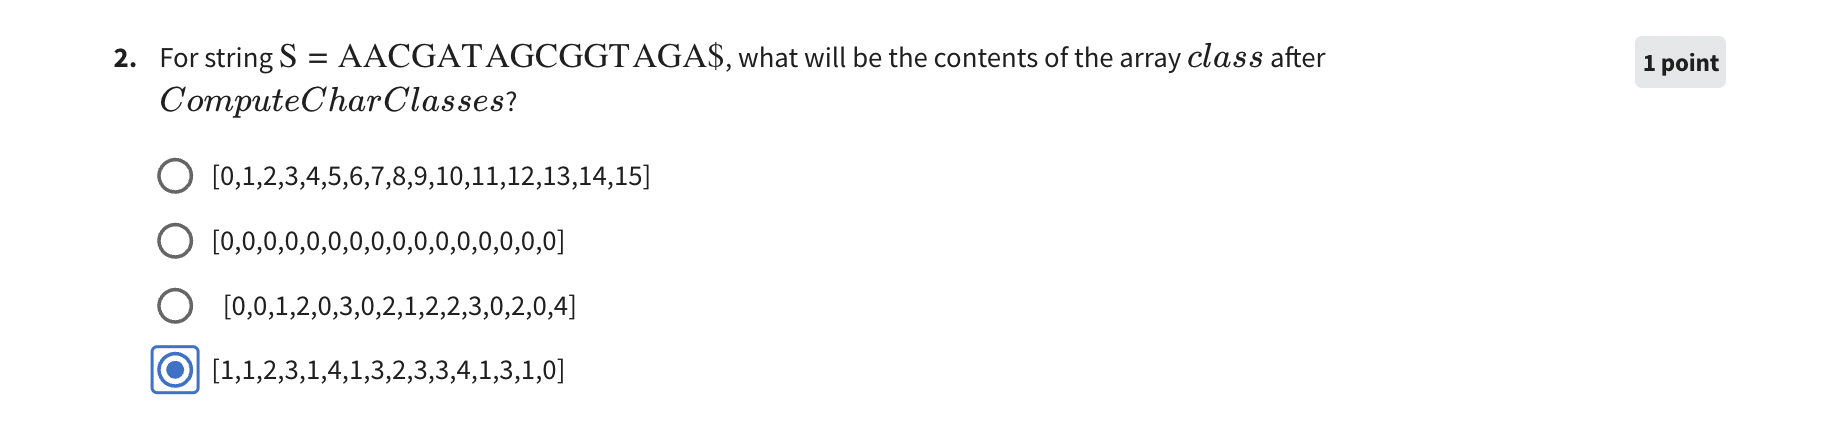 2. For string S = AACGATAGCGGTAGA$, what will be the contents of the array class after
1 point
ComputeCharClasses?
[0,1,2,3,4,5,6,7,8,9,10,11,12,13,14,15]
[0,0,0,0,0,0,0,0,0,0,0,0,0,0,0,0]
[0,0,1,2,0,3,0,2,1,2,2,3,0,2,0,4]
[1,1,2,3,1,4,1,3,2,3,3,4,1,3,1,0]